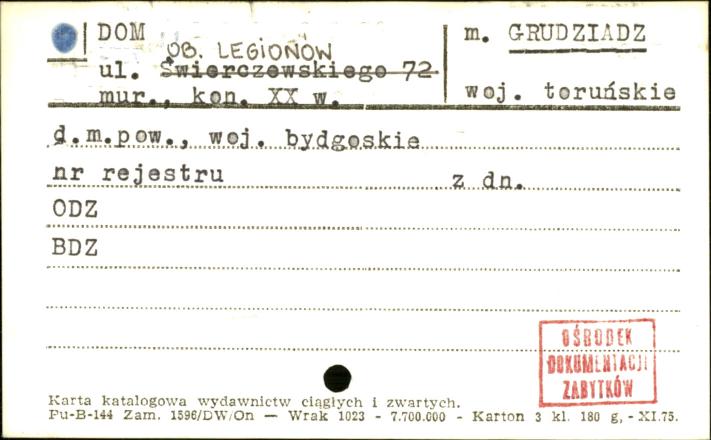 DOM
OB. LEGIONÓW
ul. Świerczewskiego 72
mur., kon. XX w.
m. GRUDZIADZ
woj. toruńskie
d.m.pow., woj. bydgoskie
nr rejestru z dn.
ODZ
BDZ
OŚRODEK
DOKUMENTACJI
ZABYTKÓW
Karta katalogowa wydawnictw ciągłych i zwartych.
Pu-B-144 Zam. 1596/DW/On — Wrak 1023 - 7.700.000 - Karton 3 kl. 180 g, - XI.75.